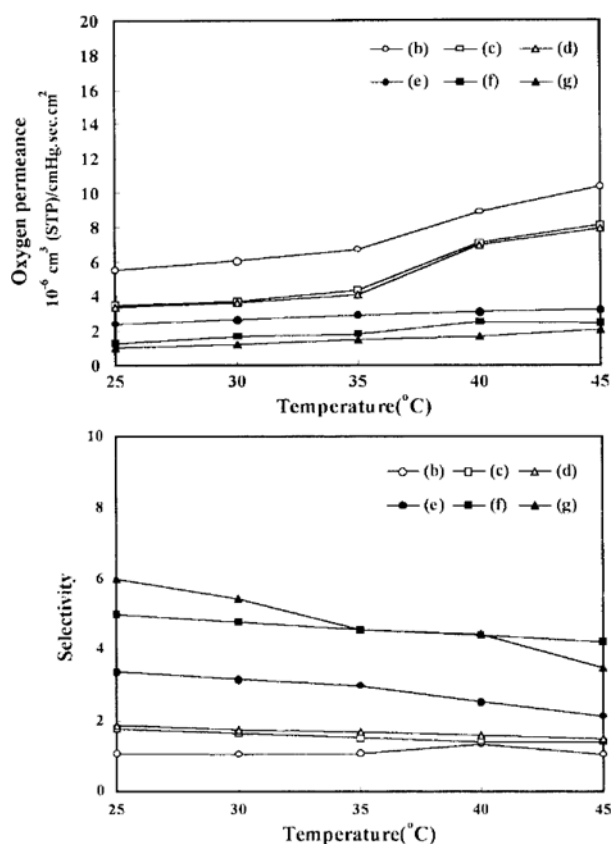 20
18
16
14
12
10
8
6
4
2
0
Oxygen permeance
10⁻⁶ cm³ (STP)/cmHg.sec.cm²
(b) (c) (d)
(e) (f) (g)
25 30 35 40 45
Temperature(°C)
10
8
6
4
2
0
Selectivity
(b) (c) (d)
(e) (f) (g)
25 30 35 40 45
Temperature(°C)